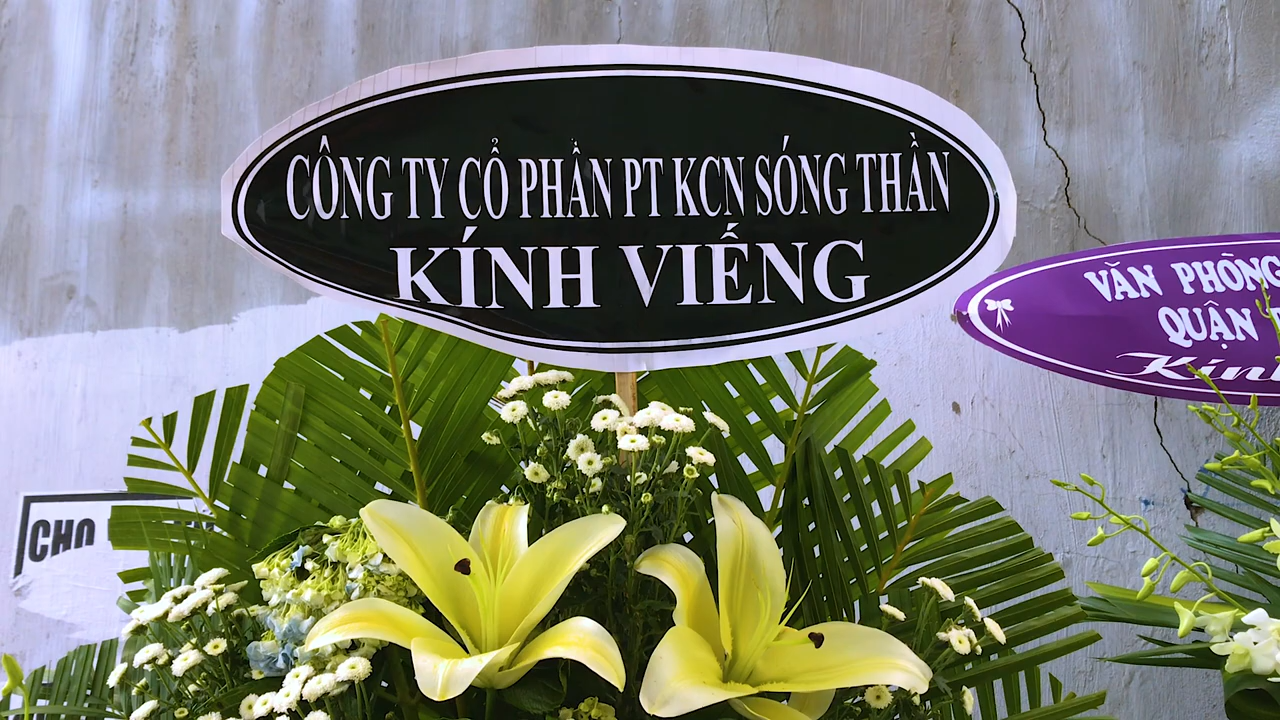 CÔNG TY CỔ PHẦN PT KCN SÓNG THẦN
KÍNH VIẾNG
VĂN PHÒNG
QUẬN
CHO